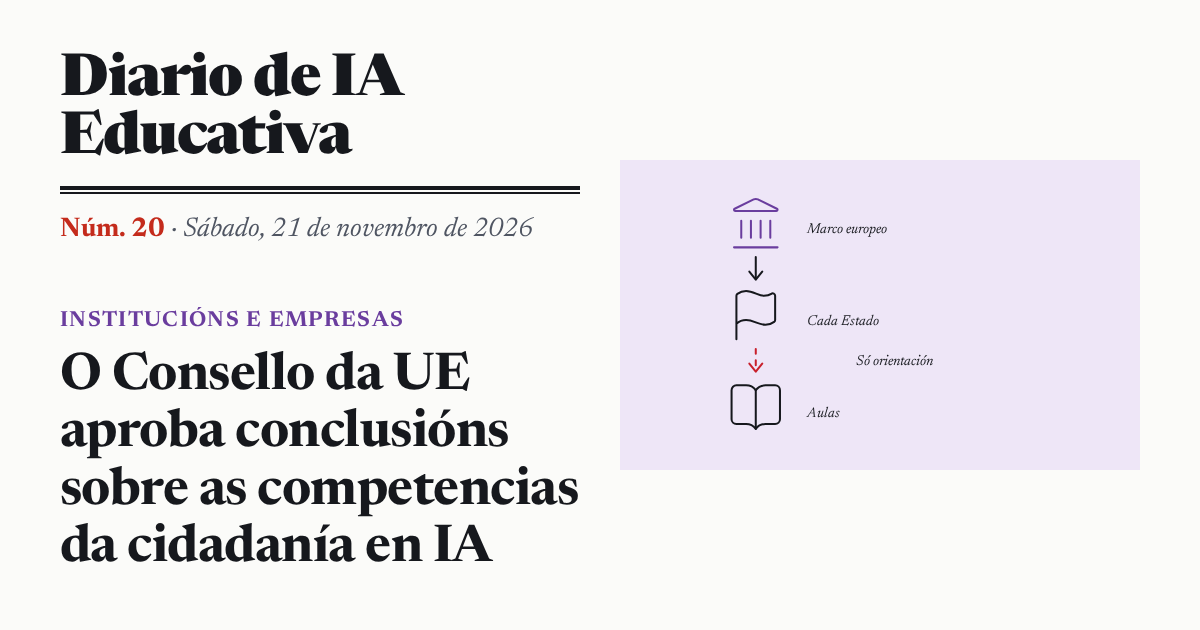 Diario de IA
Educativa
Núm. 20 · Sábado, 21 de novembro de 2026
INSTITUCIÓNS E EMPRESAS
O Consello da UE
aproba conclusións
sobre as competencias
da cidadanía en IA
Marco europeo
Cada Estado
Só orientación
Aulas